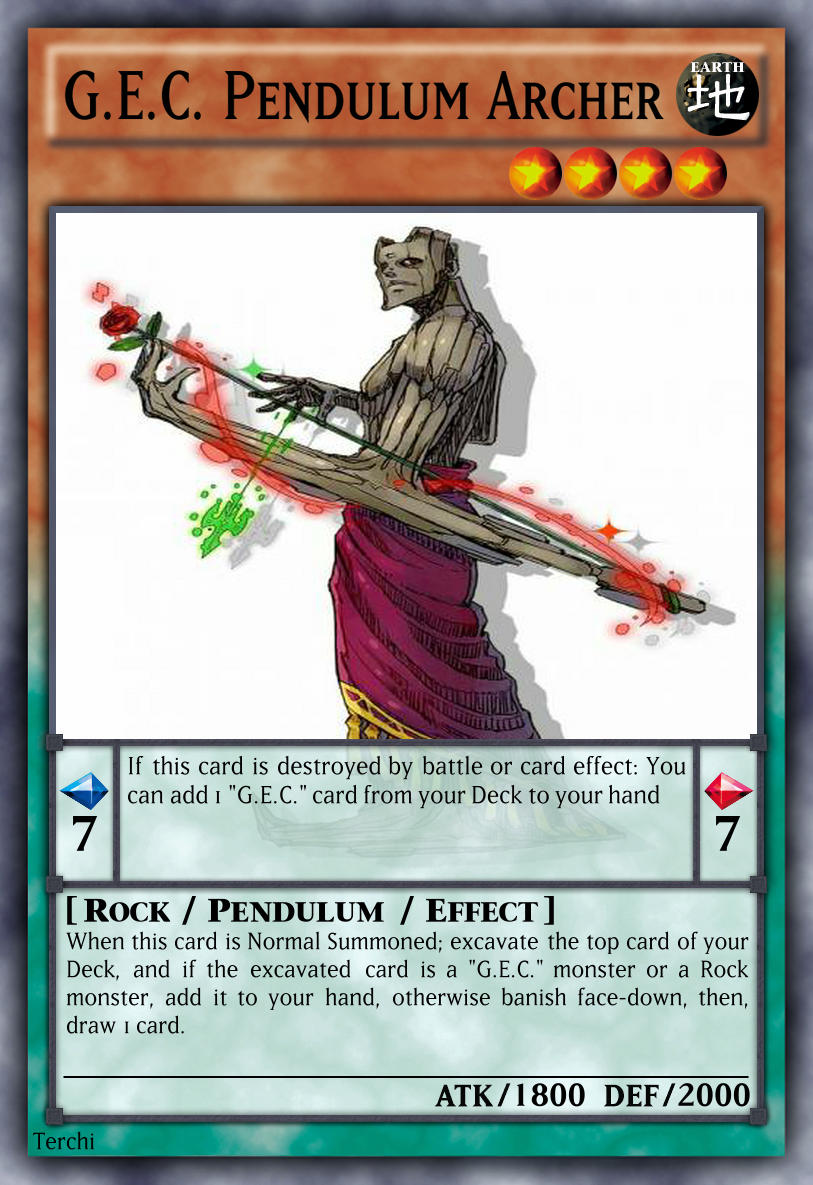 G.E.C. Pendulum Archer
EARTH
地
If this card is destroyed by battle or card effect: You
can add 1 "G.E.C." card from your Deck to your hand
7
7
[ Rock / Pendulum / Effect ]
When this card is Normal Summoned; excavate the top card of your
Deck, and if the excavated card is a "G.E.C." monster or a Rock
monster, add it to your hand, otherwise banish face-down, then,
draw 1 card.
ATK/1800 DEF/2000
Terchi